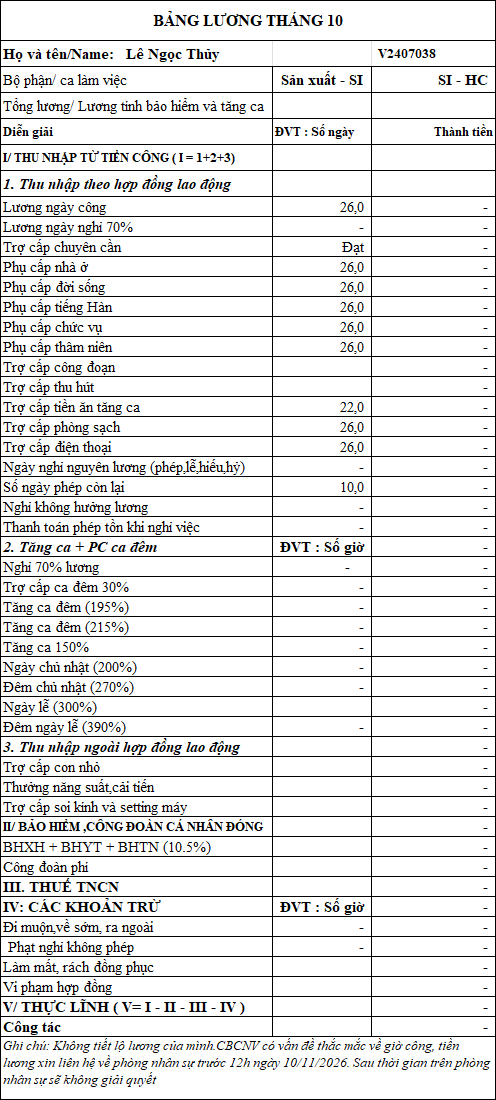 BẢNG LƯƠNG THÁNG 10
Họ và tên/Name: Lê Ngọc Thủy V2407038
Bộ phận/ ca làm việc Sản xuất - SI SI - HC
Tổng lương/ Lương tính bảo hiểm và tăng ca
Diễn giải ĐVT : Số ngày Thành tiền
I/ THU NHẬP TỪ TIỀN CÔNG ( I = 1+2+3)
1. Thu nhập theo hợp đồng lao động
Lương ngày công 26,0 -
Lương ngày nghỉ 70% - -
Trợ cấp chuyên cần Đạt -
Phụ cấp nhà ở 26,0 -
Phụ cấp đời sống 26,0 -
Phụ cấp tiếng Hàn 26,0 -
Phụ cấp chức vụ 26,0 -
Phụ cấp thâm niên 26,0 -
Trợ cấp công đoạn -
Trợ cấp thu hút -
Trợ cấp tiền ăn tăng ca 22,0 -
Trợ cấp phòng sạch 26,0 -
Trợ cấp điện thoại 26,0 -
Ngày nghỉ nguyên lương (phép,lễ,hiếu,hỷ) - -
Số ngày phép còn lại 10,0 -
Nghỉ không hưởng lương - -
Thanh toán phép tồn khi nghỉ việc - -
2. Tăng ca + PC ca đêm ĐVT : Số giờ -
Nghỉ 70% lương - -
Trợ cấp ca đêm 30% - -
Tăng ca đêm (195%) - -
Tăng ca đêm (215%) - -
Tăng ca 150% - -
Ngày chủ nhật (200%) - -
Đêm chủ nhật (270%) - -
Ngày lễ (300%) -
Đêm ngày lễ (390%) - -
3. Thu nhập ngoài hợp đồng lao động -
Trợ cấp con nhỏ -
Thưởng năng suất,cải tiến -
Trợ cấp soi kính và setting máy -
II/ BẢO HIỂM ,CÔNG ĐOÀN CÁ NHÂN ĐÓNG -
BHXH + BHYT + BHTN (10.5%) -
Công đoàn phí -
III. THUẾ TNCN -
IV: CÁC KHOẢN TRỪ ĐVT : Số giờ -
Đi muộn,về sớm, ra ngoài - -
Phạt nghỉ không phép - -
Làm mất, rách đồng phục -
Vi phạm hợp đồng -
V/ THỰC LĨNH ( V= I - II - III - IV ) -
Công tác -
Ghi chú: Không tiết lộ lương của mình.CBCNV có vấn đề thắc mắc về giờ công, tiền
lương xin liên hệ về phòng nhân sự trước 12h ngày 10/11/2026. Sau thời gian trên phòng
nhân sự sẽ không giải quyết